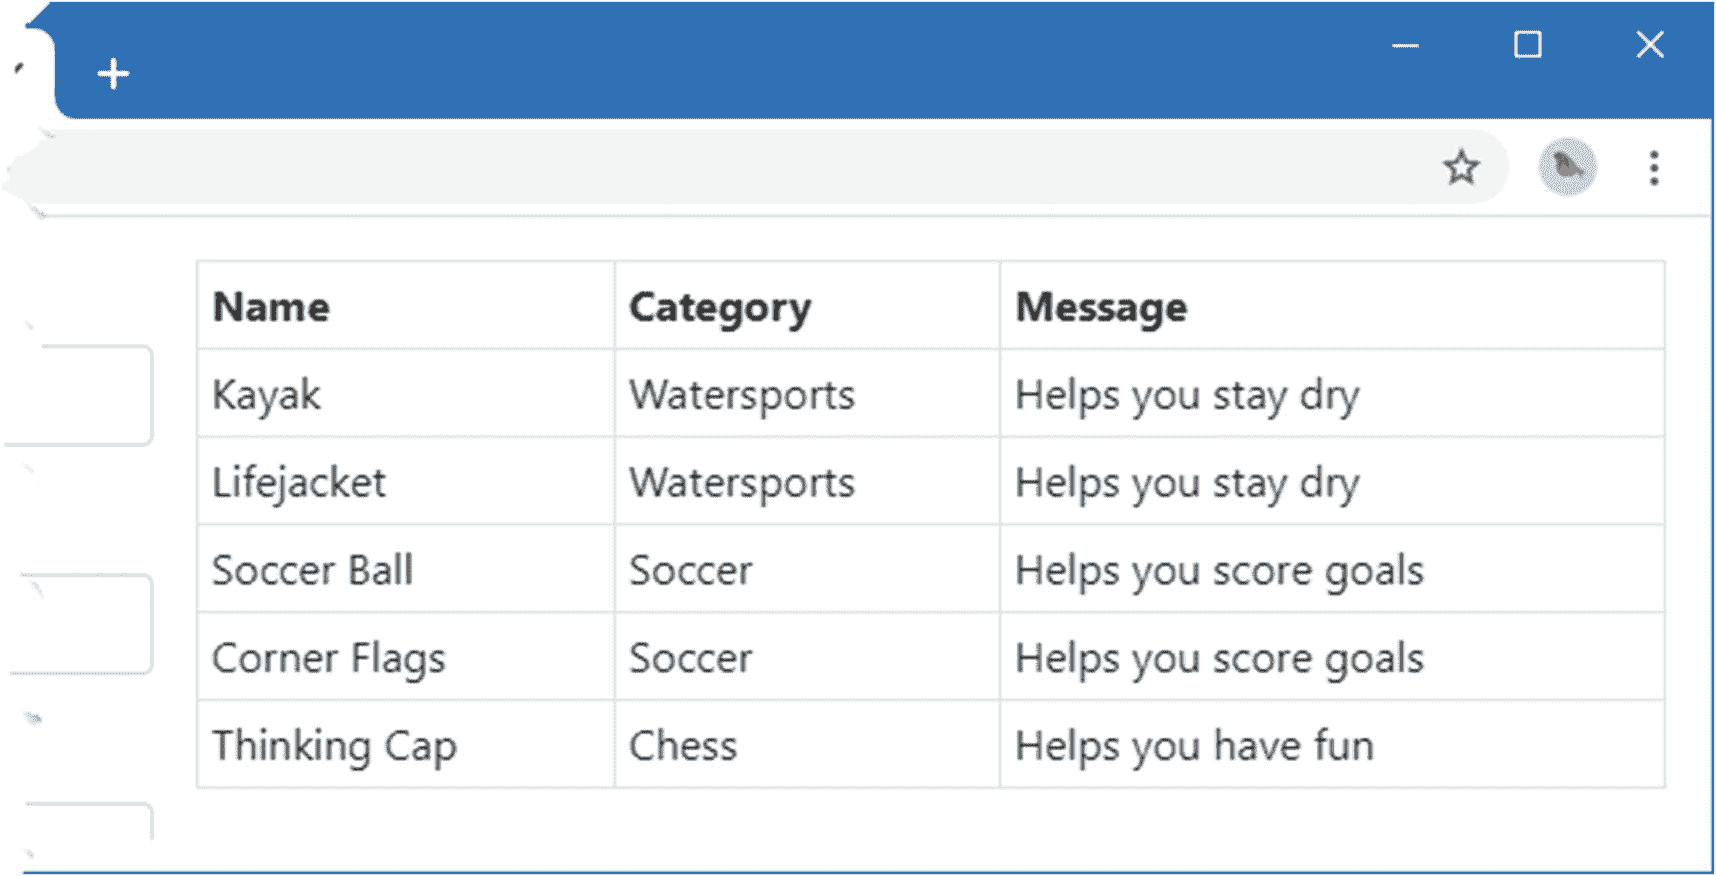 Name Category Message
Kayak Watersports Helps you stay dry
Lifejacket Watersports Helps you stay dry
Soccer Ball Soccer Helps you score goals
Corner Flags Soccer Helps you score goals
Thinking Cap Chess Helps you have fun